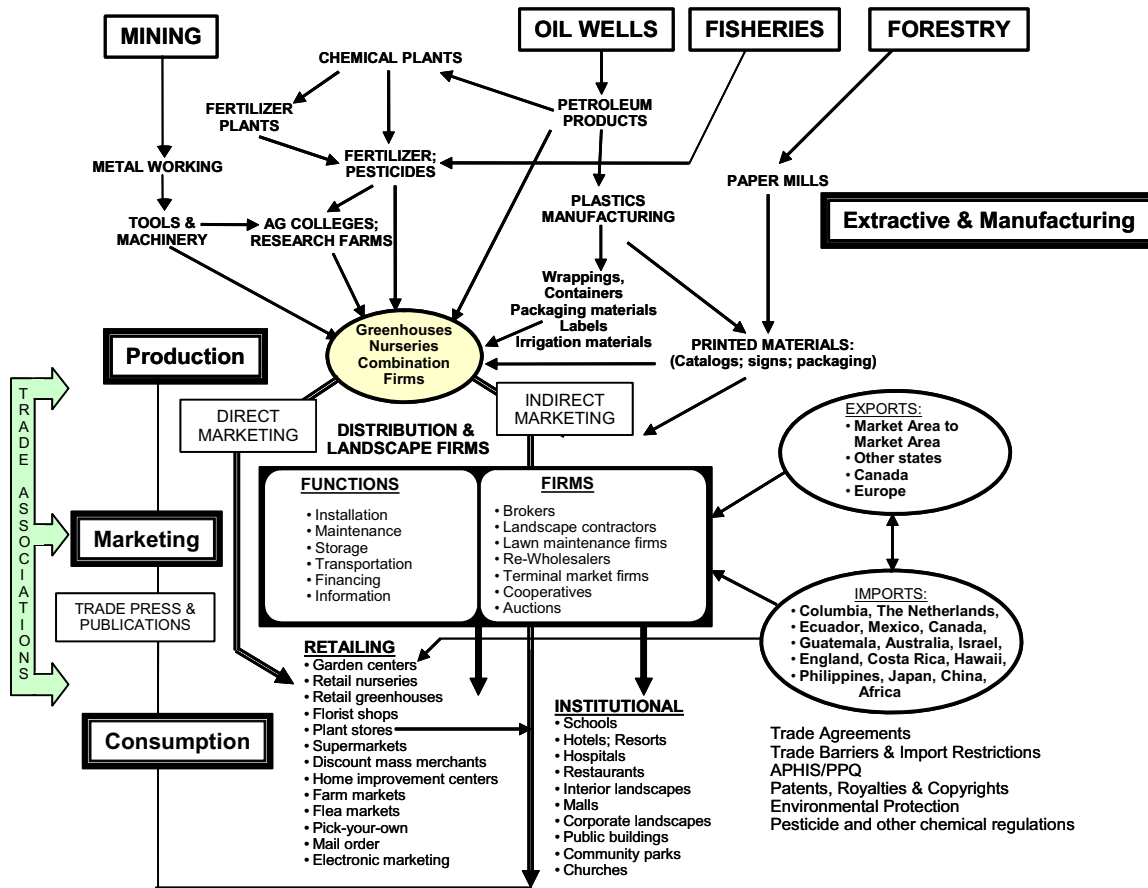 MINING
OIL WELLS
FISHERIES
FORESTRY
CHEMICAL PLANTS
FERTILIZER
PLANTS
PETROLEUM
PRODUCTS
METAL WORKING
FERTILIZER;
PESTICIDES
PAPER MILLS
PLASTICS
MANUFACTURING
Extractive & Manufacturing
TOOLS &
MACHINERY
AG COLLEGES;
RESEARCH FARMS
Wrappings,
Containers
Packaging materials
Labels
Irrigation materials
Greenhouses
Nurseries
Combination
Firms
PRINTED MATERIALS:
(Catalogs; signs; packaging)
Production
TRADE ASSOCIATIONS
DIRECT
MARKETING
INDIRECT
MARKETING
DISTRIBUTION &
LANDSCAPE FIRMS
EXPORTS:
• Market Area to
Market Area
• Other states
• Canada
• Europe
FUNCTIONS
• Installation
• Maintenance
• Storage
• Transportation
• Financing
• Information
FIRMS
• Brokers
• Landscape contractors
• Lawn maintenance firms
• Re-Wholesalers
• Terminal market firms
• Cooperatives
• Auctions
Marketing
TRADE PRESS &
PUBLICATIONS
IMPORTS:
• Columbia, The Netherlands,
• Ecuador, Mexico, Canada,
• Guatemala, Australia, Israel,
• England, Costa Rica, Hawaii,
• Philippines, Japan, China,
Africa
RETAILING
• Garden centers
• Retail nurseries
• Retail greenhouses
• Florist shops
• Plant stores
• Supermarkets
• Discount mass merchants
• Home improvement centers
• Farm markets
• Flea markets
• Pick-your-own
• Mail order
• Electronic marketing
INSTITUTIONAL
• Schools
• Hotels; Resorts
• Hospitals
• Restaurants
• Interior landscapes
• Malls
• Corporate landscapes
• Public buildings
• Community parks
• Churches
Consumption
Trade Agreements
Trade Barriers & Import Restrictions
APHIS/PPQ
Patents, Royalties & Copyrights
Environmental Protection
Pesticide and other chemical regulations